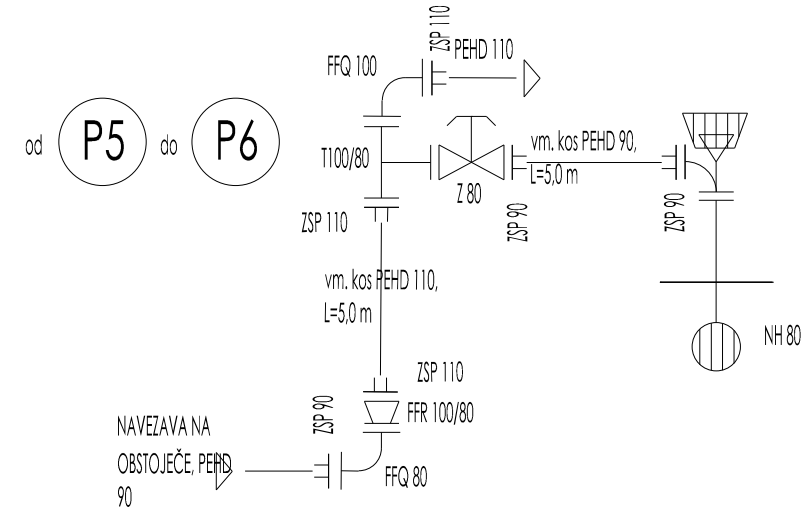 ZSP 110
PEHD 110
FFQ 100
od P5 do P6
T100/80
vm. kos PEHD 90,
L=5,0 m
Z 80
ZSP 90
ZSP 90
ZSP 110
vm. kos PEHD 110,
L=5,0 m
NH 80
ZSP 110
ZSP 90
FFR 100/80
NAVEZAVA NA
OBSTOJEČE, PEHD
90
FFQ 80